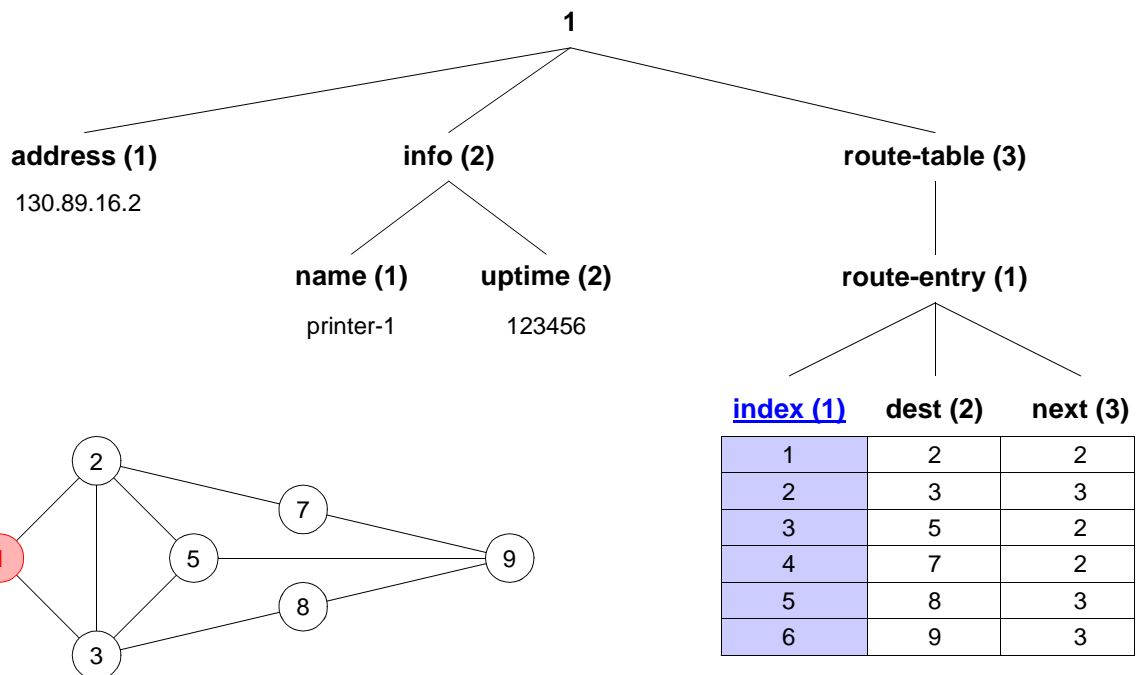 1
address (1) info (2) route-table (3)
130.89.16.2
name (1) uptime (2) route-entry (1)
printer-1 123456
index (1) dest (2) next (3)
1 2 2
2 3 3
3 5 2
4 7 2
5 8 3
6 9 3
2
7
1 5 9
8
3